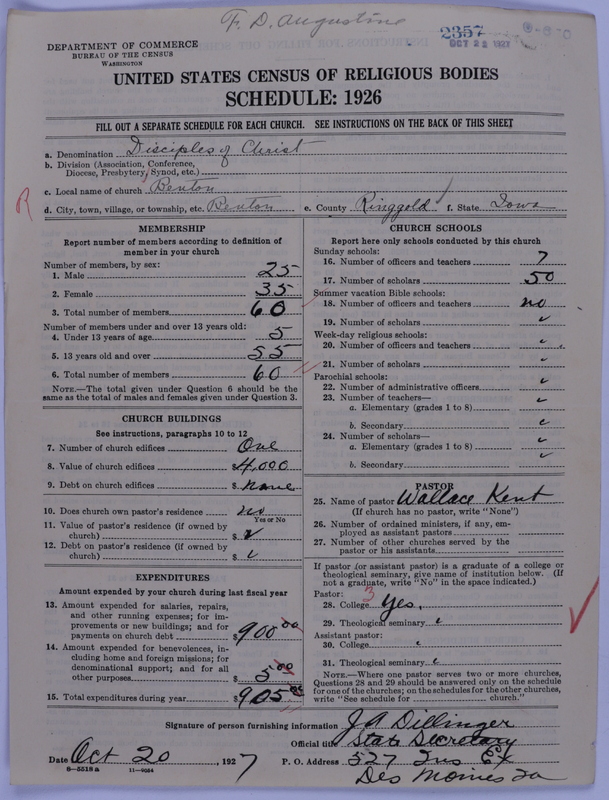 F. D. Augustine
2357
OCT 22 1927
DEPARTMENT OF COMMERCE
BUREAU OF THE CENSUS
WASHINGTON
UNITED STATES CENSUS OF RELIGIOUS BODIES
SCHEDULE: 1926
FILL OUT A SEPARATE SCHEDULE FOR EACH CHURCH. SEE INSTRUCTIONS ON THE BACK OF THIS SHEET
a. Denomination Disciples of Christ
b. Division (Association, Conference,
Diocese, Presbytery, Synod, etc.)
c. Local name of church Benton
R
d. City, town, village, or township, etc. Benton e. County Ringgold f. State Iowa
MEMBERSHIP
Report number of members according to definition of
member in your church
Number of members, by sex:
1. Male 25
2. Female 35
3. Total number of members 60
Number of members under and over 13 years old:
4. Under 13 years of age 5
5. 13 years old and over 55
6. Total number of members 60
NOTE.—The total given under Question 6 should be the
same as the total of males and females given under Question 3.
CHURCH BUILDINGS
See instructions, paragraphs 10 to 12
7. Number of church edifices One
8. Value of church edifices $4,000
9. Debt on church edifices $ none
10. Does church own pastor's residence? no
Yes or No
11. Value of pastor's residence (if owned by
church) $ ✓
12. Debt on pastor's residence (if owned by
church) $ ✓
EXPENDITURES
Amount expended by your church during last fiscal year
13. Amount expended for salaries, repairs,
and other running expenses; for im-
provements or new buildings; and for
payments on church debt $900.00
14. Amount expended for benevolences, in-
cluding home and foreign missions; for
denominational support; and for all
other purposes $ 5.00
15. Total expenditures during year $905.00
CHURCH SCHOOLS
Report here only schools conducted by this church
Sunday schools:
16. Number of officers and teachers 7
17. Number of scholars 50
Summer vacation Bible schools:
18. Number of officers and teachers no
19. Number of scholars ✓
Week-day religious schools:
20. Number of officers and teachers ✓
21. Number of scholars ✓
Parochial schools:
22. Number of administrative officers ✓
23. Number of teachers—
a. Elementary (grades 1 to 8) ✓
b. Secondary ✓
24. Number of scholars—
a. Elementary (grades 1 to 8) ✓
b. Secondary ✓
PASTOR
25. Name of pastor Wallace Kent
(If church has no pastor, write "None")
26. Number of ordained ministers, if any, em-
ployed as assistant pastors
27. Number of other churches served by the
pastor or his assistants
If pastor (or assistant pastor) is a graduate of a college or
theological seminary, give name of institution below. (If
not a graduate, write "No" in the space indicated.)
Pastor:
3
28. College Yes.
29. Theological seminary ✓
Assistant pastor:
30. College ✓
31. Theological seminary ✓
NOTE.—Where one pastor serves two or more churches,
Questions 28 and 29 should be answered only on the schedule
for one of the churches; on the schedules for the other churches,
write "See schedule for church."
Signature of person furnishing information J A Dillinger
Official title State Secretary
Date Oct 20, 1927 P. O. Address 527 Ins Ex
8—5518a 11—9064
Des Moines Ia